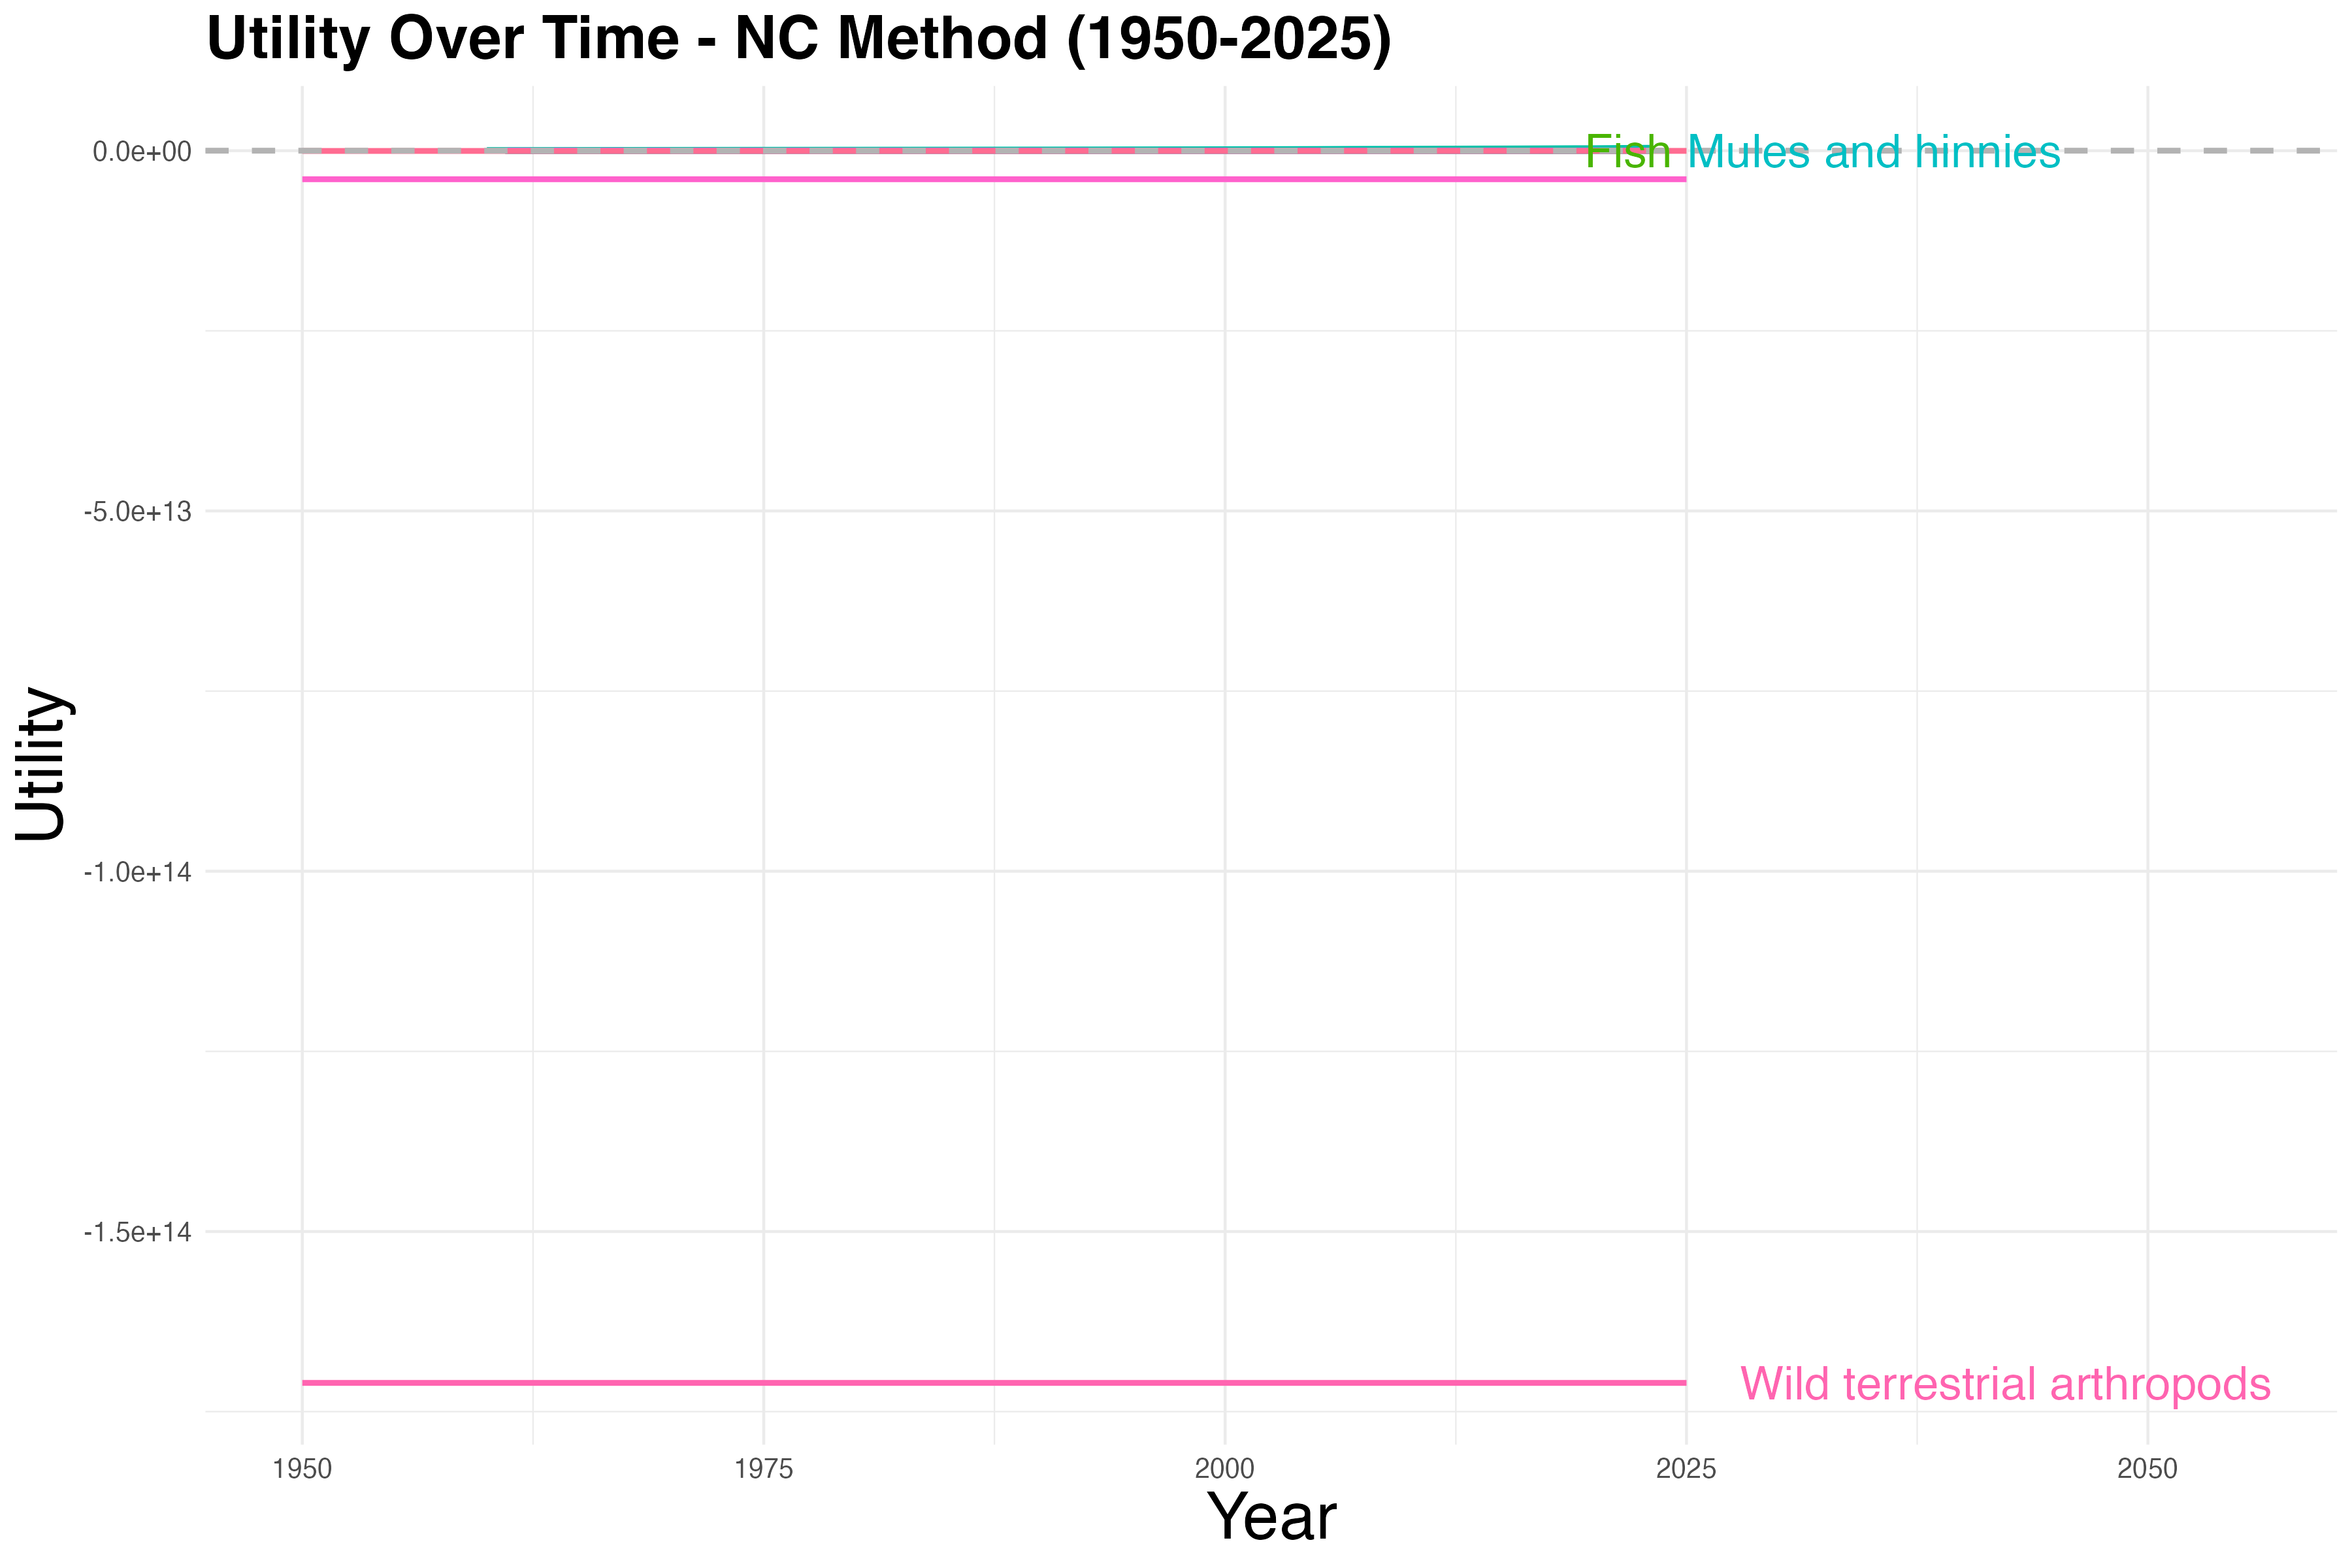 Utility Over Time - NC Method (1950-2025)
0.0e+00
Fish
Mules and hinnies
-5.0e+13
Utility
-1.0e+14
-1.5e+14
Wild terrestrial arthropods
1950
1975
2000
2025
2050
Year